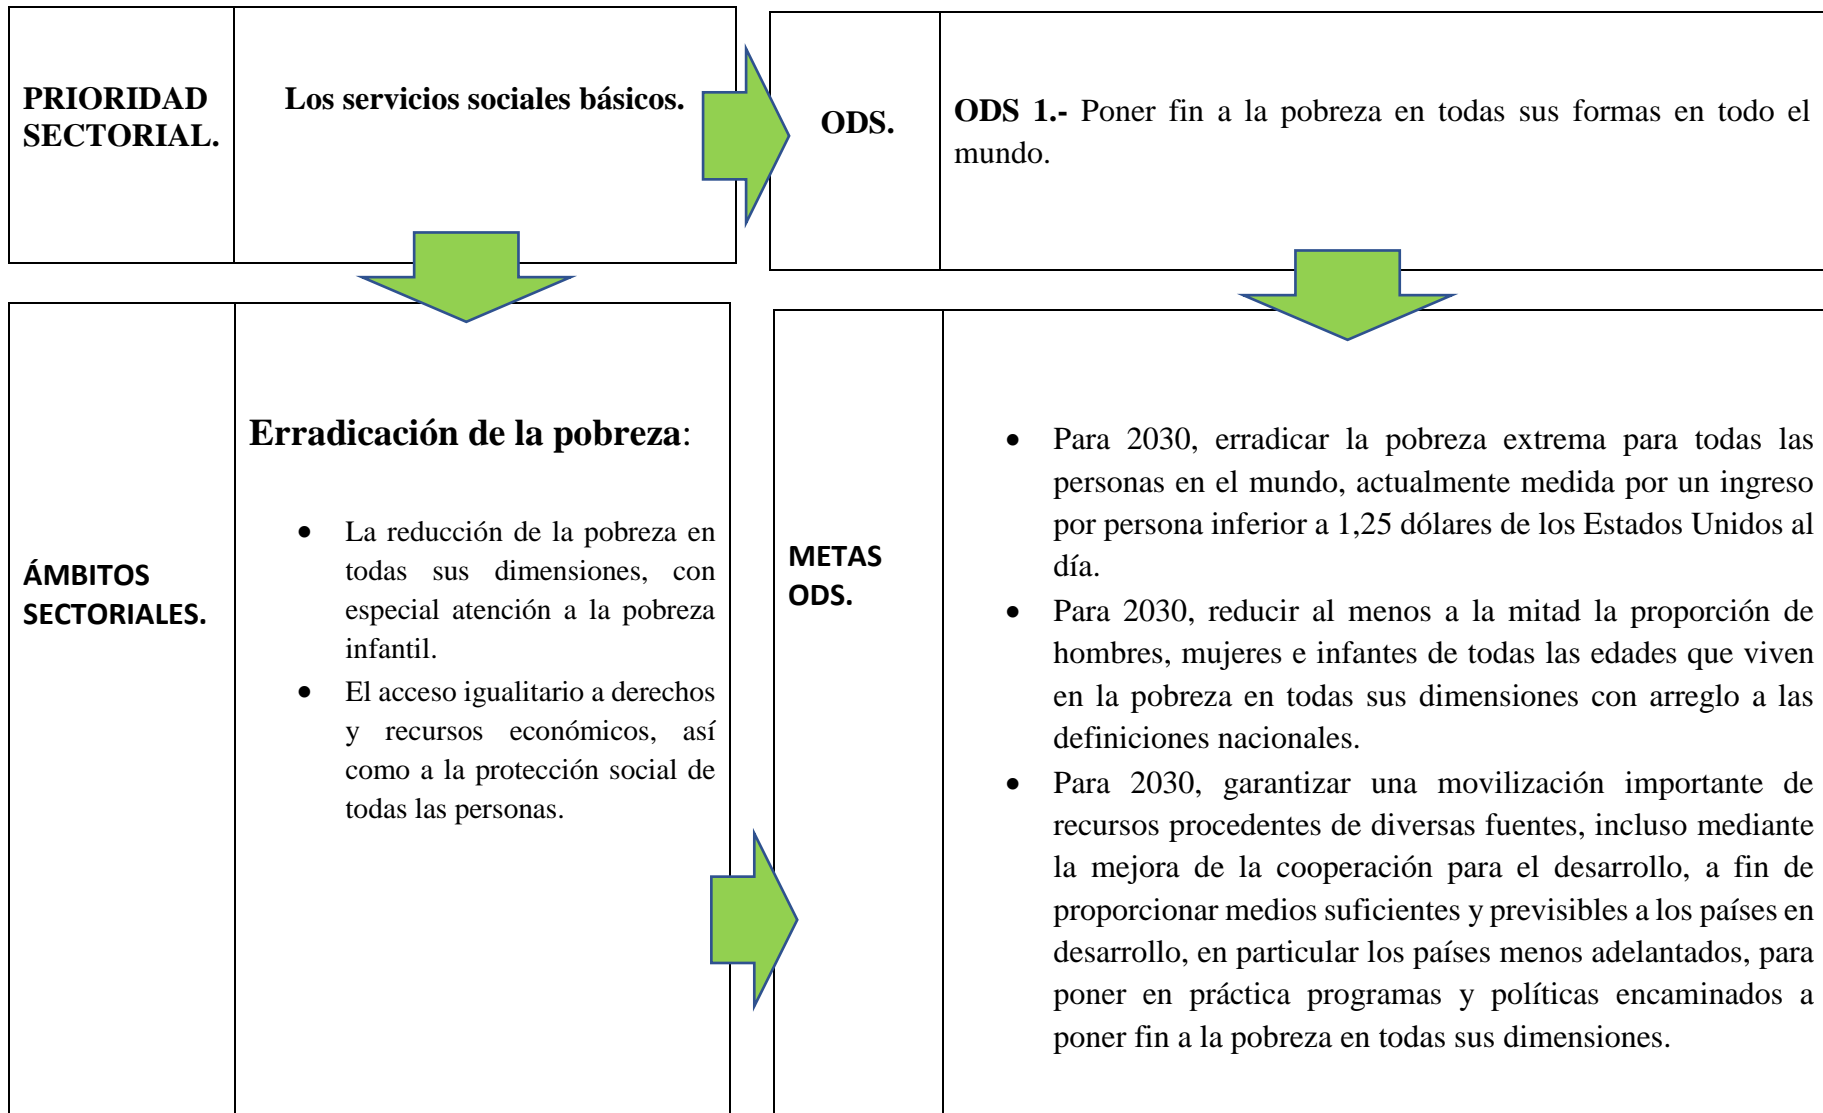 PRIORIDAD
SECTORIAL.
Los servicios sociales básicos.
ODS.
ODS 1.- Poner fin a la pobreza en todas sus formas en todo el
mundo.
ÁMBITOS
SECTORIALES.
Erradicación de la pobreza:
• La reducción de la pobreza en
todas sus dimensiones, con
especial atención a la pobreza
infantil.
• El acceso igualitario a derechos
y recursos económicos, así
como a la protección social de
todas las personas.
METAS
ODS.
• Para 2030, erradicar la pobreza extrema para todas las
personas en el mundo, actualmente medida por un ingreso
por persona inferior a 1,25 dólares de los Estados Unidos al
día.
• Para 2030, reducir al menos a la mitad la proporción de
hombres, mujeres e infantes de todas las edades que viven
en la pobreza en todas sus dimensiones con arreglo a las
definiciones nacionales.
• Para 2030, garantizar una movilización importante de
recursos procedentes de diversas fuentes, incluso mediante
la mejora de la cooperación para el desarrollo, a fin de
proporcionar medios suficientes y previsibles a los países en
desarrollo, en particular los países menos adelantados, para
poner en práctica programas y políticas encaminados a
poner fin a la pobreza en todas sus dimensiones.